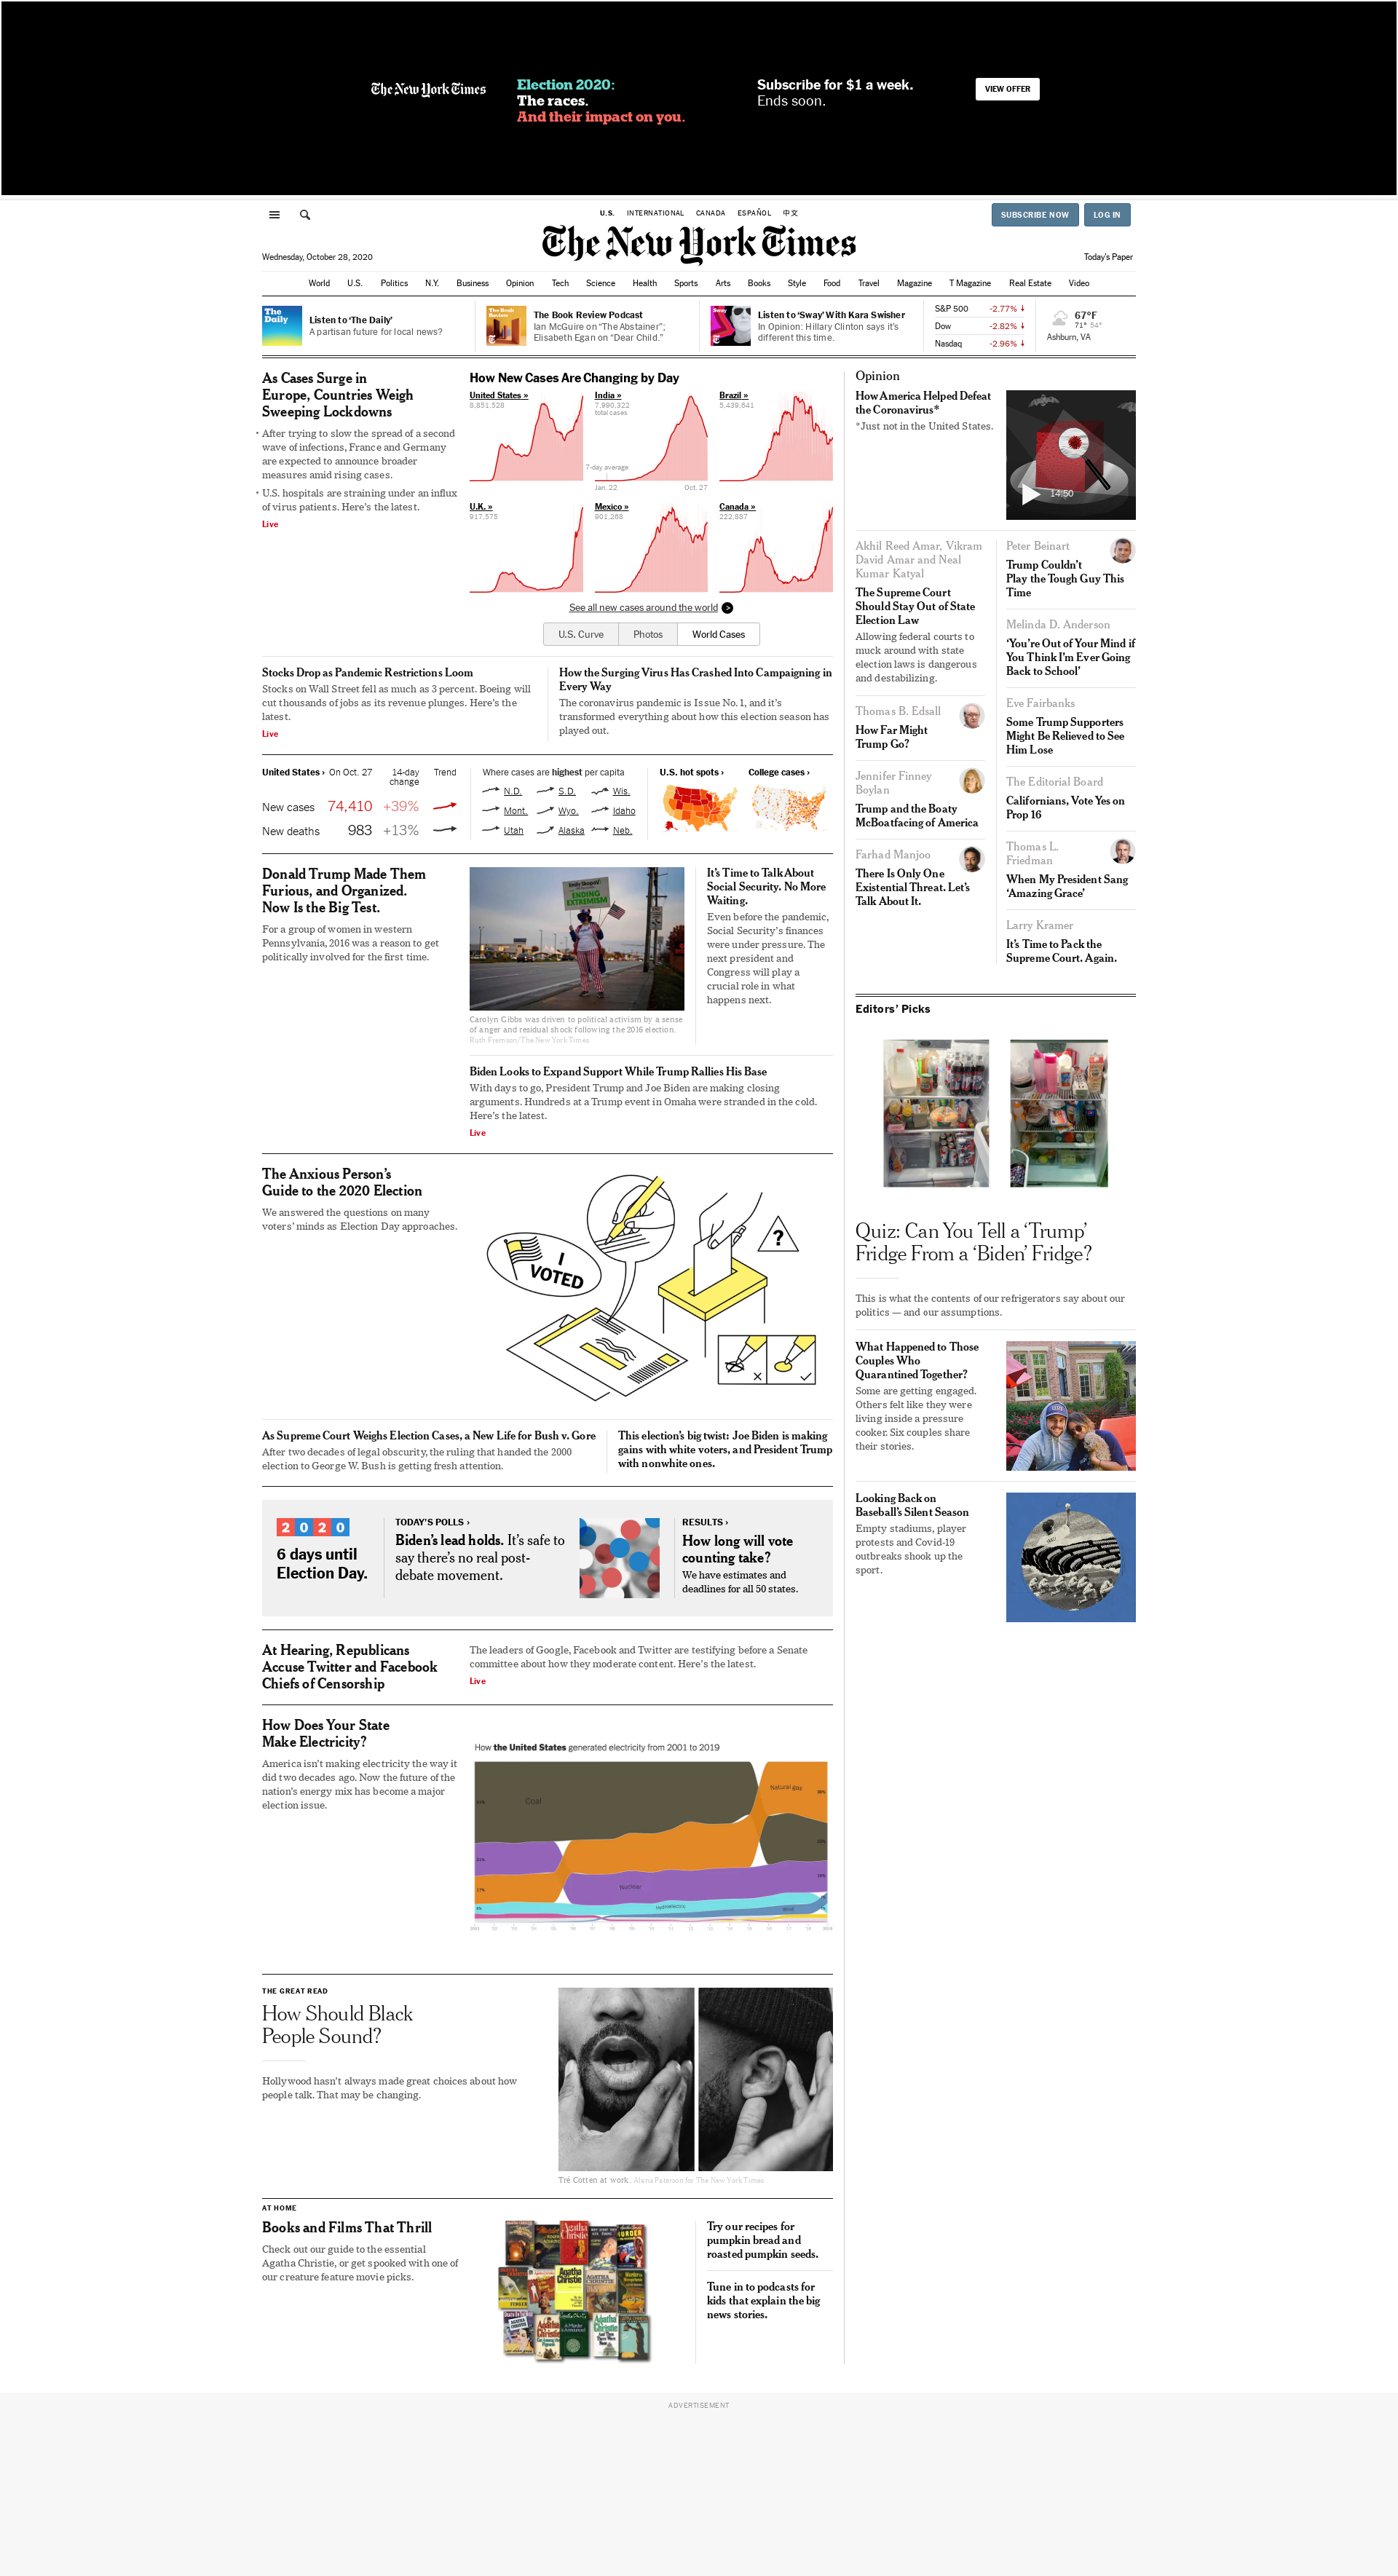 The New York Times
Election 2020:
The races.
And their impact on you.
Subscribe for $1 a week.
Ends soon.
VIEW OFFER
U.S. INTERNATIONAL CANADA ESPAÑOL 中文
SUBSCRIBE NOW LOG IN
The New York Times
Wednesday, October 28, 2020
Today's Paper
World U.S. Politics N.Y. Business Opinion Tech Science Health Sports Arts Books Style Food Travel Magazine T Magazine Real Estate Video
The Daily
Listen to ‘The Daily’
A partisan future for local news?
The Book Review
The Book Review Podcast
Ian McGuire on “The Abstainer”;
Elisabeth Egan on “Dear Child.”
Sway
Listen to ‘Sway’ With Kara Swisher
In Opinion: Hillary Clinton says it’s
different this time.
S&P 500 -2.77% ↓
Dow -2.82% ↓
Nasdaq -2.96% ↓
67°F
71° 54°
Ashburn, VA
As Cases Surge in
Europe, Countries Weigh
Sweeping Lockdowns
• After trying to slow the spread of a second
wave of infections, France and Germany
are expected to announce broader
measures amid rising cases.
• U.S. hospitals are straining under an influx
of virus patients. Here’s the latest.
Live
How New Cases Are Changing by Day
United States »
8,851,528
India »
7,990,322
total cases
Brazil »
5,439,641
7-day average
Jan. 22 Oct. 27
U.K. »
917,575
Mexico »
901,268
Canada »
222,887
See all new cases around the world
U.S. Curve Photos World Cases
Stocks Drop as Pandemic Restrictions Loom
Stocks on Wall Street fell as much as 3 percent. Boeing will
cut thousands of jobs as its revenue plunges. Here’s the
latest.
Live
How the Surging Virus Has Crashed Into Campaigning in
Every Way
The coronavirus pandemic is Issue No. 1, and it’s
transformed everything about how this election season has
played out.
United States › On Oct. 27 14-day
change Trend
New cases 74,410 +39%
New deaths 983 +13%
Where cases are highest per capita
N.D. S.D. Wis.
Mont. Wyo. Idaho
Utah Alaska Neb.
U.S. hot spots › College cases ›
Donald Trump Made Them
Furious, and Organized.
Now Is the Big Test.
For a group of women in western
Pennsylvania, 2016 was a reason to get
politically involved for the first time.
ENDING
EXTREMISM
Carolyn Gibbs was driven to political activism by a sense
of anger and residual shock following the 2016 election.
Ruth Fremson/The New York Times
It’s Time to Talk About
Social Security. No More
Waiting.
Even before the pandemic,
Social Security’s finances
were under pressure. The
next president and
Congress will play a
crucial role in what
happens next.
Biden Looks to Expand Support While Trump Rallies His Base
With days to go, President Trump and Joe Biden are making closing
arguments. Hundreds at a Trump event in Omaha were stranded in the cold.
Here’s the latest.
Live
The Anxious Person’s
Guide to the 2020 Election
We answered the questions on many
voters’ minds as Election Day approaches.
I
VOTED
?
As Supreme Court Weighs Election Cases, a New Life for Bush v. Gore
After two decades of legal obscurity, the ruling that handed the 2000
election to George W. Bush is getting fresh attention.
This election’s big twist: Joe Biden is making
gains with white voters, and President Trump
with nonwhite ones.
2020
6 days until
Election Day.
TODAY’S POLLS ›
Biden’s lead holds. It’s safe to
say there’s no real post-
debate movement.
RESULTS ›
How long will vote
counting take?
We have estimates and
deadlines for all 50 states.
At Hearing, Republicans
Accuse Twitter and Facebook
Chiefs of Censorship
The leaders of Google, Facebook and Twitter are testifying before a Senate
committee about how they moderate content. Here’s the latest.
Live
How Does Your State
Make Electricity?
America isn’t making electricity the way it
did two decades ago. Now the future of the
nation’s energy mix has become a major
election issue.
How the United States generated electricity from 2001 to 2019
Natural gas
Coal
Nuclear
Hydroelectric
Wind
THE GREAT READ
How Should Black
People Sound?
Hollywood hasn’t always made great choices about how
people talk. That may be changing.
Tré Cotten at work. Alana Paterson for The New York Times
AT HOME
Books and Films That Thrill
Check out our guide to the essential
Agatha Christie, or get spooked with one of
our creature feature movie picks.
Try our recipes for
pumpkin bread and
roasted pumpkin seeds.
Tune in to podcasts for
kids that explain the big
news stories.
Opinion
How America Helped Defeat
the Coronavirus*
*Just not in the United States.
14:50
Akhil Reed Amar, Vikram
David Amar and Neal
Kumar Katyal
The Supreme Court
Should Stay Out of State
Election Law
Allowing federal courts to
muck around with state
election laws is dangerous
and destabilizing.
Thomas B. Edsall
How Far Might
Trump Go?
Jennifer Finney
Boylan
Trump and the Boaty
McBoatfacing of America
Farhad Manjoo
There Is Only One
Existential Threat. Let’s
Talk About It.
Peter Beinart
Trump Couldn’t
Play the Tough Guy This
Time
Melinda D. Anderson
‘You’re Out of Your Mind if
You Think I’m Ever Going
Back to School’
Eve Fairbanks
Some Trump Supporters
Might Be Relieved to See
Him Lose
The Editorial Board
Californians, Vote Yes on
Prop 16
Thomas L.
Friedman
When My President Sang
‘Amazing Grace’
Larry Kramer
It’s Time to Pack the
Supreme Court. Again.
Editors’ Picks
Quiz: Can You Tell a ‘Trump’
Fridge From a ‘Biden’ Fridge?
This is what the contents of our refrigerators say about our
politics — and our assumptions.
What Happened to Those
Couples Who
Quarantined Together?
Some are getting engaged.
Others felt like they were
living inside a pressure
cooker. Six couples share
their stories.
Looking Back on
Baseball’s Silent Season
Empty stadiums, player
protests and Covid-19
outbreaks shook up the
sport.
ADVERTISEMENT